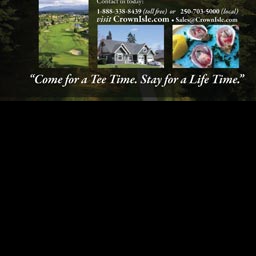 Contact us today:
1-888-338-8439 (toll free) or 250-703-5000 (local)
visit CrownIsle.com • Sales@CrownIsle.com
"Come for a Tee Time. Stay for a Life Time."